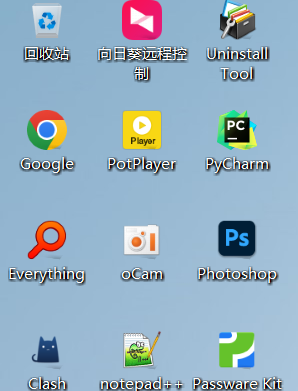 回收站
向日葵远程控
制
Uninstall
Tool
Google
Player
PotPlayer
PC
PyCharm
Everything
oCam
Ps
Photoshop
Clash
notepad++
Passware Kit